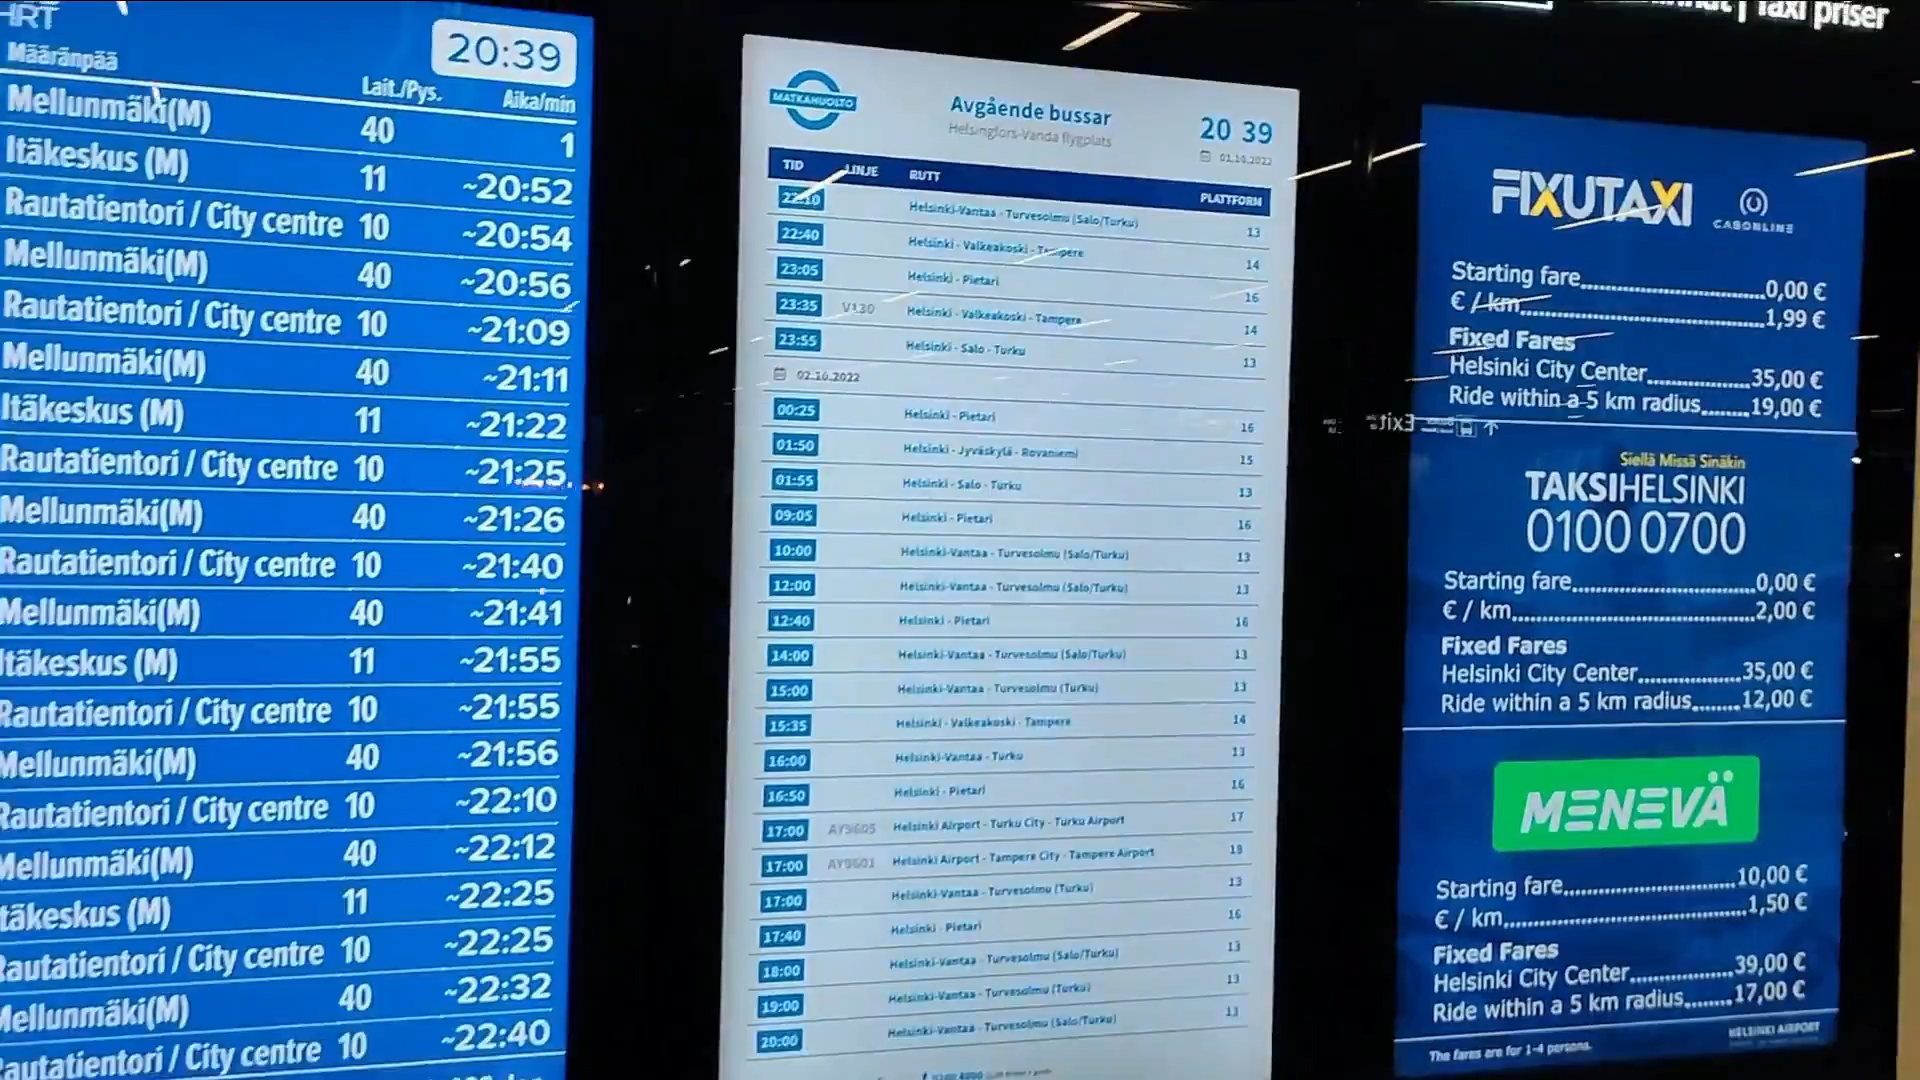 HRT
20:39
Määränpää Lait./Pys. Aika/min
Mellunmäki(M) 40 1
Itäkeskus (M) 11 ~20:52
Rautatientori / City centre 10 ~20:54
Mellunmäki(M) 40 ~20:56
Rautatientori / City centre 10 ~21:09
Mellunmäki(M) 40 ~21:11
Itäkeskus (M) 11 ~21:22
Rautatientori / City centre 10 ~21:25
Mellunmäki(M) 40 ~21:26
Rautatientori / City centre 10 ~21:40
Mellunmäki(M) 40 ~21:41
Itäkeskus (M) 11 ~21:55
Rautatientori / City centre 10 ~21:55
Mellunmäki(M) 40 ~21:56
Rautatientori / City centre 10 ~22:10
Mellunmäki(M) 40 ~22:12
täkeskus (M) 11 ~22:25
Rautatientori / City centre 10 ~22:25
Mellunmäki(M) 40 ~22:32
Rautatientori / City centre 10 ~22:40
MATKAHUOLTO
Avgående bussar
Helsingfors-Vanda flygplats
20 39
01.10.2022
TID LINJE RUTT PLATTFORM
22:10 Helsinki-Vantaa - Turvesolmu (Salo/Turku) 13
22:40 Helsinki - Valkeakoski - Tampere 14
23:05 Helsinki - Pietari 16
23:35 V130 Helsinki - Valkeakoski - Tampere 14
23:55 Helsinki - Salo - Turku 13
02.10.2022
00:25 Helsinki - Pietari 16
01:50 Helsinki - Jyväskylä - Rovaniemi 15
01:55 Helsinki - Salo - Turku 13
09:05 Helsinki - Pietari 16
10:00 Helsinki-Vantaa - Turvesolmu (Salo/Turku) 13
12:00 Helsinki-Vantaa - Turvesolmu (Salo/Turku) 13
12:40 Helsinki - Pietari 16
14:00 Helsinki-Vantaa - Turvesolmu (Salo/Turku) 13
15:00 Helsinki-Vantaa - Turvesolmu (Turku) 13
15:35 Helsinki - Valkeakoski - Tampere 14
16:00 Helsinki-Vantaa - Turku 13
16:50 Helsinki - Pietari 16
17:00 AY9605 Helsinki Airport - Turku City - Turku Airport 17
17:00 AY9601 Helsinki Airport - Tampere City - Tampere Airport 18
17:00 Helsinki-Vantaa - Turvesolmu (Turku) 13
17:40 Helsinki - Pietari 16
18:00 Helsinki-Vantaa - Turvesolmu (Salo/Turku) 13
19:00 Helsinki-Vantaa - Turvesolmu (Turku) 13
20:00 Helsinki-Vantaa - Turvesolmu (Salo/Turku) 13
| Taxi priser
FIXUTAXI
CABONLINE
Starting fare 0,00 €
€ / km 1,99 €
Fixed Fares
Helsinki City Center 35,00 €
Ride within a 5 km radius 19,00 €
Exit
Siellä Missä Sinäkin
TAKSIHELSINKI
0100 0700
Starting fare 0,00 €
€ / km 2,00 €
Fixed Fares
Helsinki City Center 35,00 €
Ride within a 5 km radius 12,00 €
MENEVÄ
Starting fare 10,00 €
€ / km 1,50 €
Fixed Fares
Helsinki City Center 39,00 €
Ride within a 5 km radius 17,00 €
HELSINKI AIRPORT
The fares are for 1-4 persons.